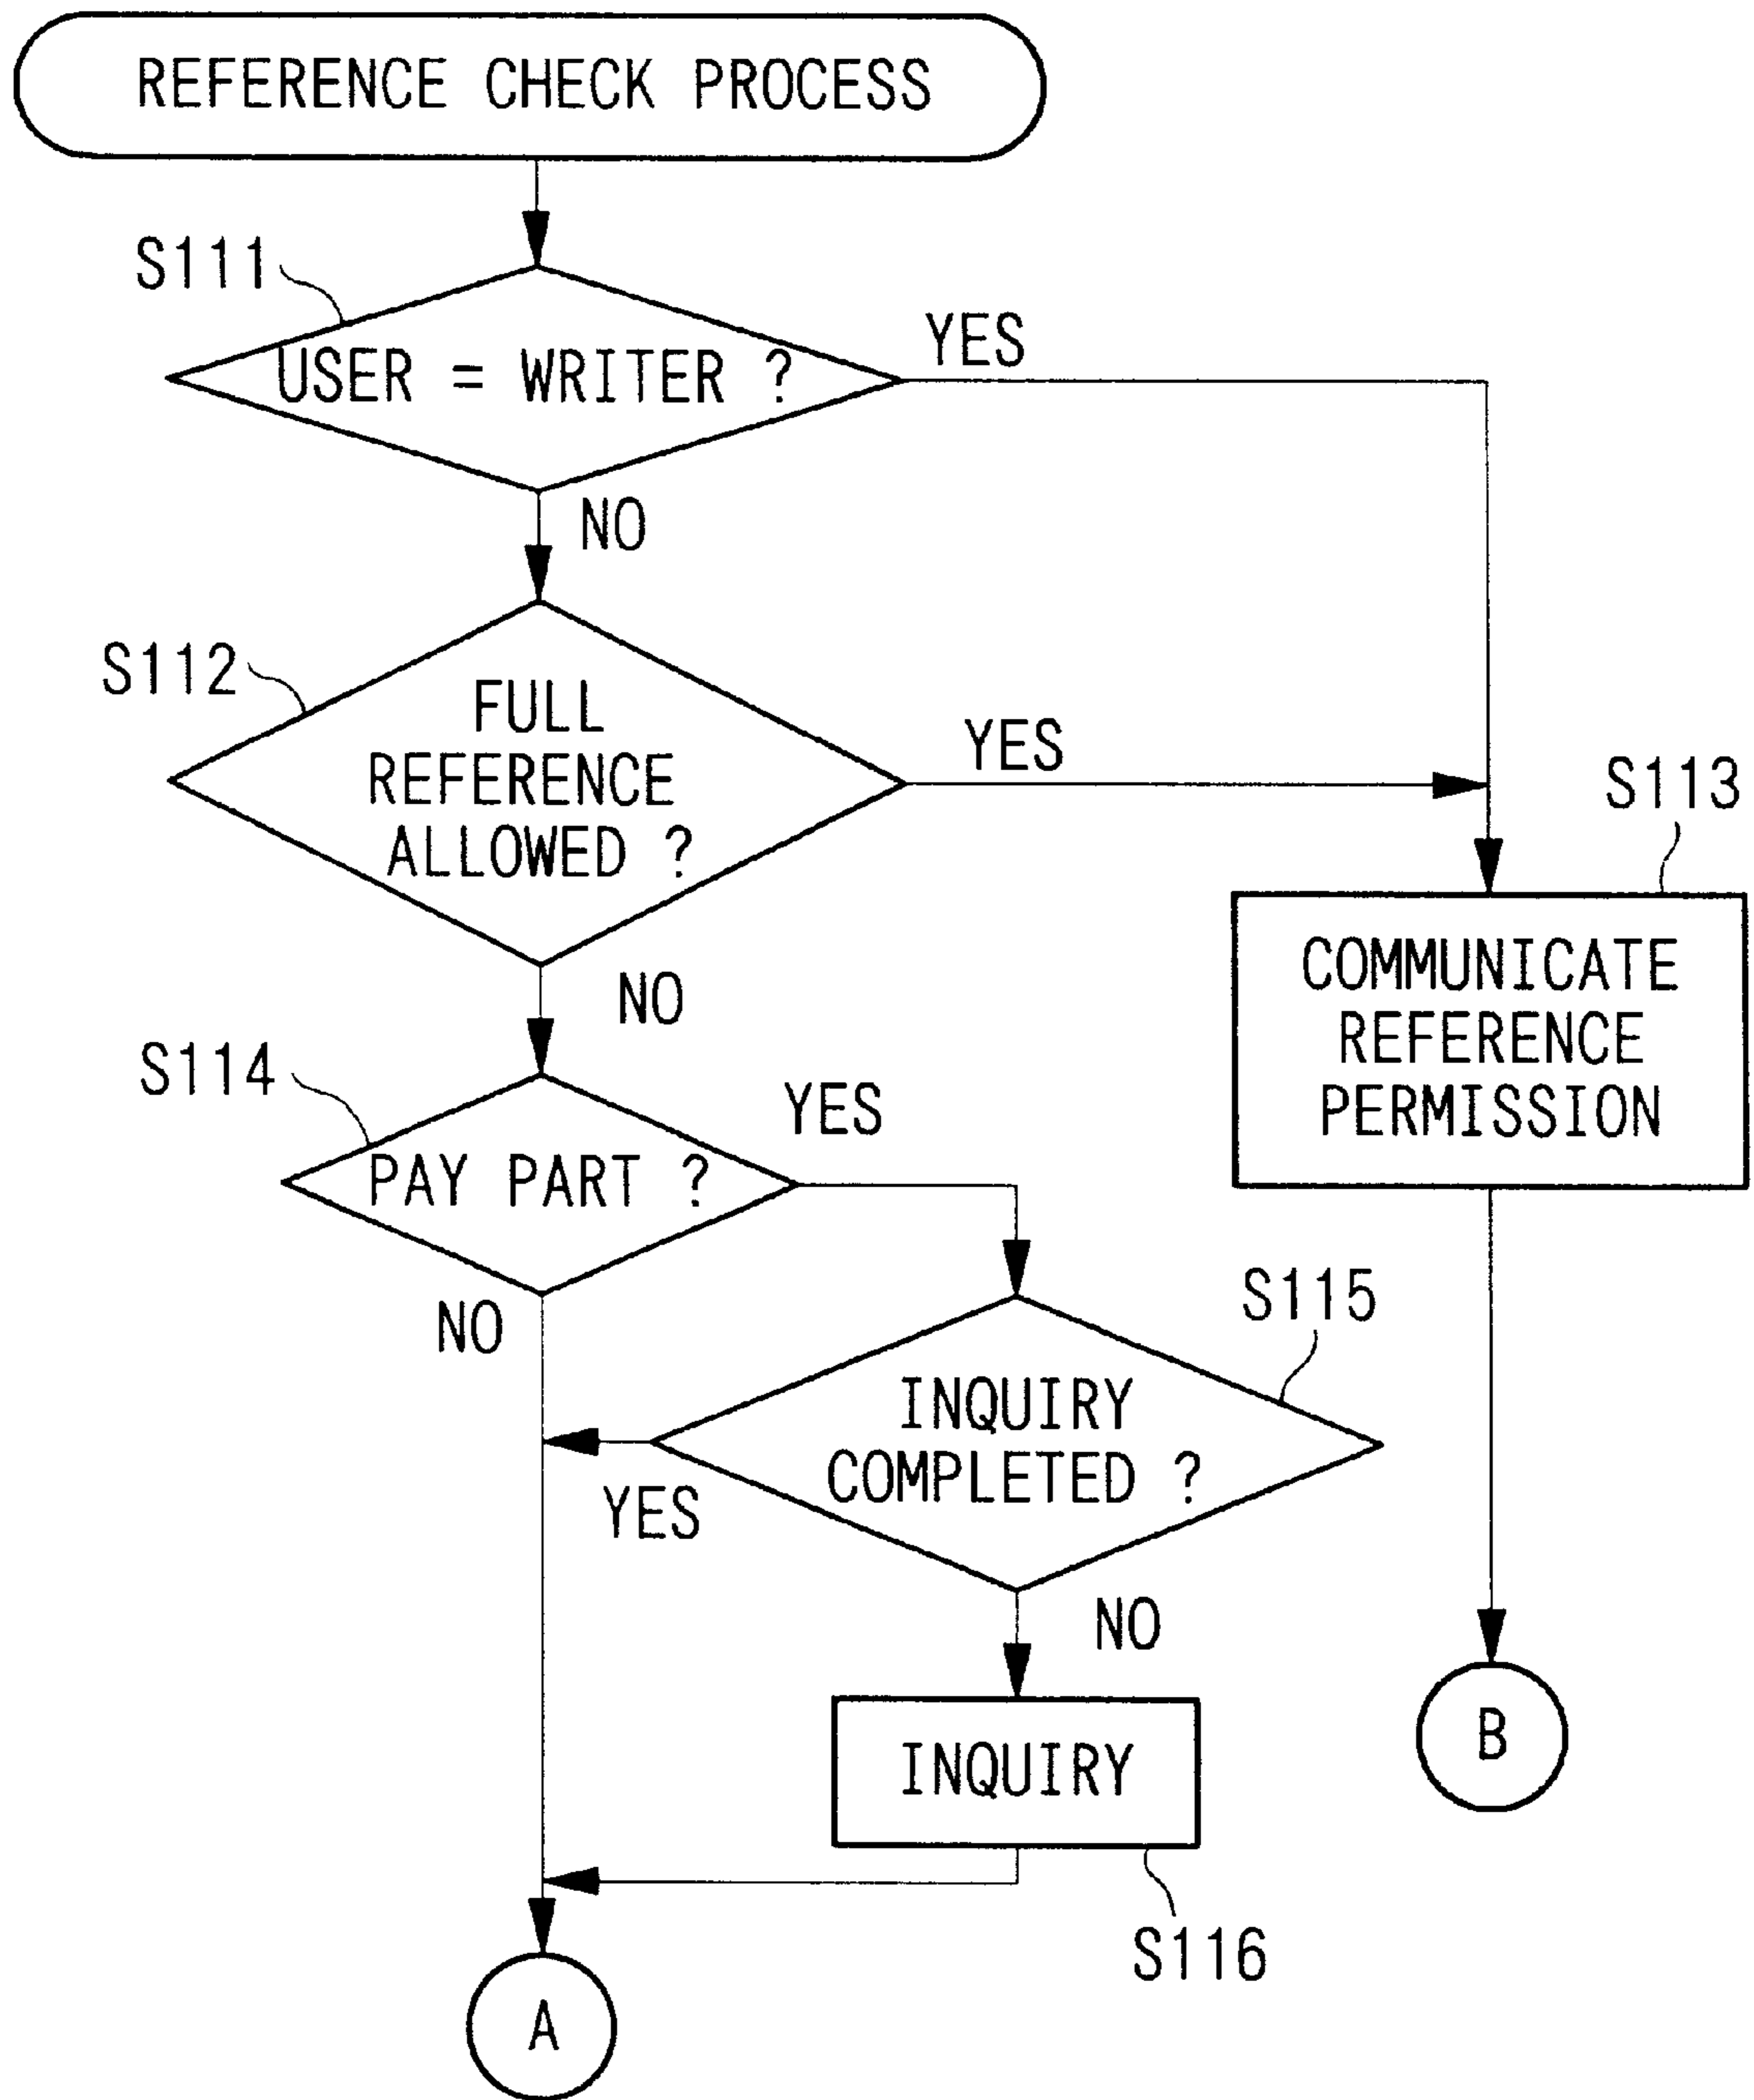 REFERENCE CHECK PROCESS
S111
USER = WRITER ?
YES
NO
S112
FULL
REFERENCE
ALLOWED ?
YES
NO
S113
COMMUNICATE
REFERENCE
PERMISSION
S114
PAY PART ?
YES
NO
S115
INQUIRY
COMPLETED ?
YES
NO
INQUIRY
S116
B
A